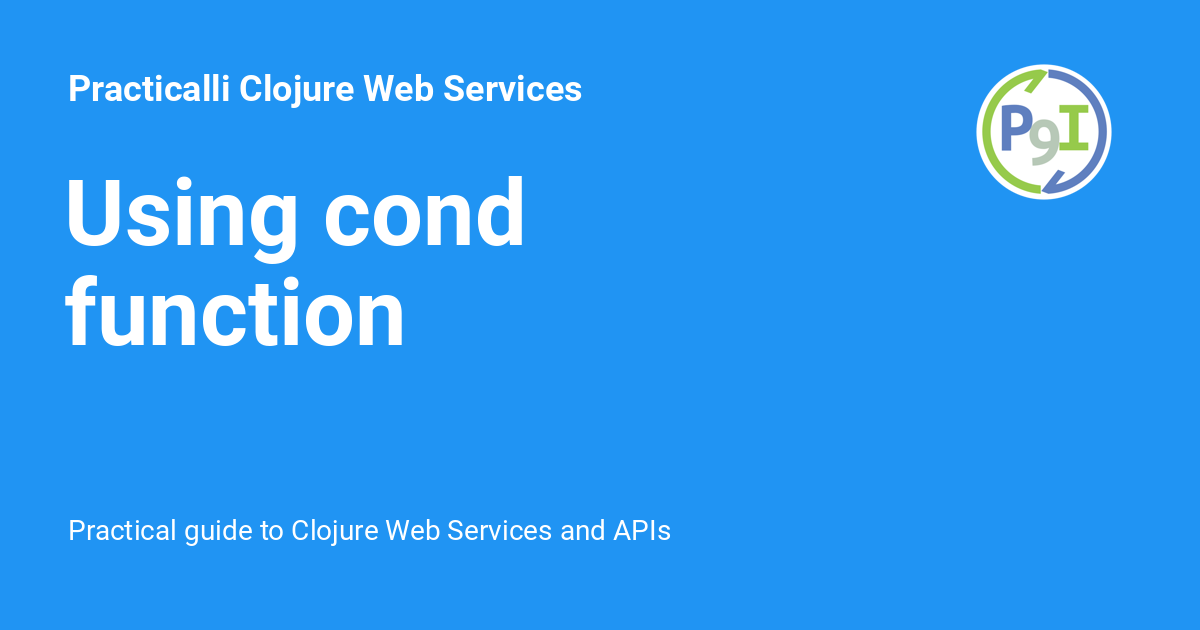 Practicalli Clojure Web Services
P9I
Using cond
function
Practical guide to Clojure Web Services and APIs